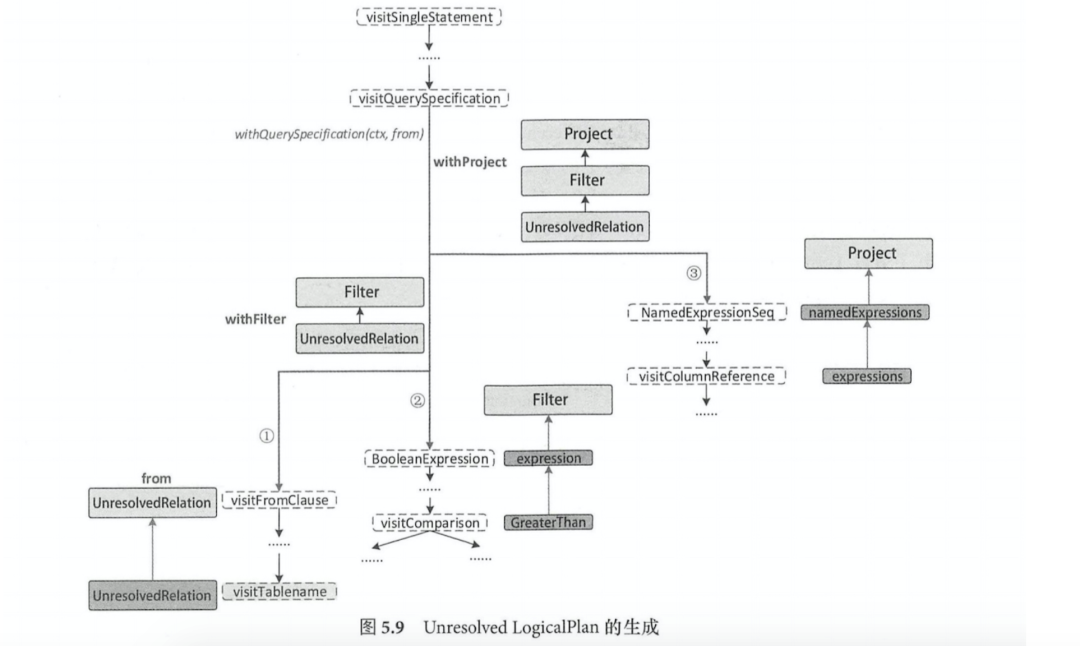 visitSingleStatement
......
visitQuerySpecification
withQuerySpecification(ctx, from)
withProject
Project
Filter
UnresolvedRelation
③
NamedExpressionSeq
......
visitColumnReference
......
Project
namedExpressions
expressions
withFilter
Filter
UnresolvedRelation
①
②
Filter
BooleanExpression
expression
......
visitComparison
GreaterThan
......
......
from
UnresolvedRelation
visitFromClause
......
UnresolvedRelation
visitTablename
图 5.9 Unresolved LogicalPlan 的生成